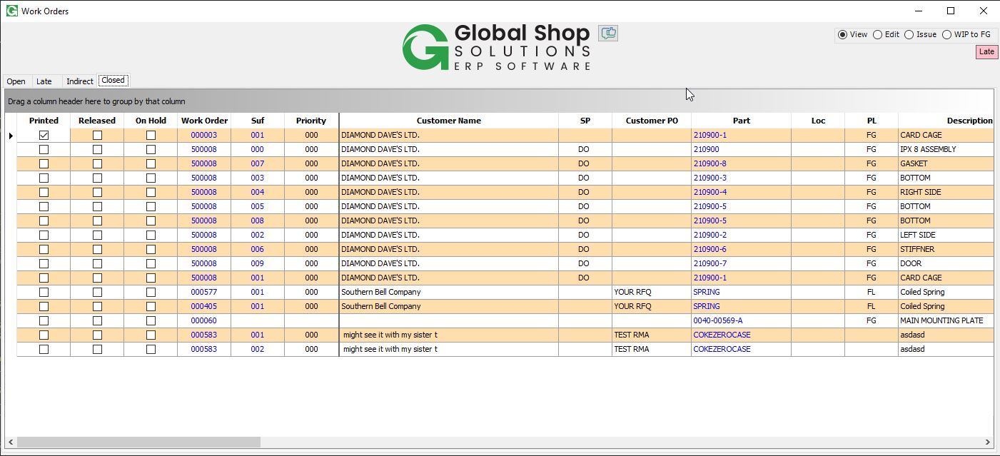 Work Orders
Global Shop
SOLUTIONS
ERP SOFTWARE
View Edit Issue WIP to FG
Late
Open Late Indirect Closed
Drag a column header here to group by that column
Printed Released On Hold Work Order Suf Priority Customer Name SP Customer PO Part Loc PL Description
000003 001 000 DIAMOND DAVE'S LTD. 210900-1 FG CARD CAGE
500008 000 000 DIAMOND DAVE'S LTD. DO 210900 FG IPX 8 ASSEMBLY
500008 007 000 DIAMOND DAVE'S LTD. DO 210900-8 FG GASKET
500008 003 000 DIAMOND DAVE'S LTD. DO 210900-3 FG BOTTOM
500008 004 000 DIAMOND DAVE'S LTD. DO 210900-4 FG RIGHT SIDE
500008 005 000 DIAMOND DAVE'S LTD. DO 210900-5 FG BOTTOM
500008 008 000 DIAMOND DAVE'S LTD. DO 210900-5 FG BOTTOM
500008 002 000 DIAMOND DAVE'S LTD. DO 210900-2 FG LEFT SIDE
500008 006 000 DIAMOND DAVE'S LTD. DO 210900-6 FG STIFFNER
500008 009 000 DIAMOND DAVE'S LTD. DO 210900-7 FG DOOR
500008 001 000 DIAMOND DAVE'S LTD. DO 210900-1 FG CARD CAGE
000577 001 000 Southern Bell Company YOUR RFQ SPRING FL Coiled Spring
000405 001 000 Southern Bell Company YOUR RFQ SPRING FL Coiled Spring
000060 0040-00569-A FG MAIN MOUNTING PLATE
000583 001 000 might see it with my sister t TEST RMA COKEZEROCASE asdasd
000583 002 000 might see it with my sister t TEST RMA COKEZEROCASE asdasd